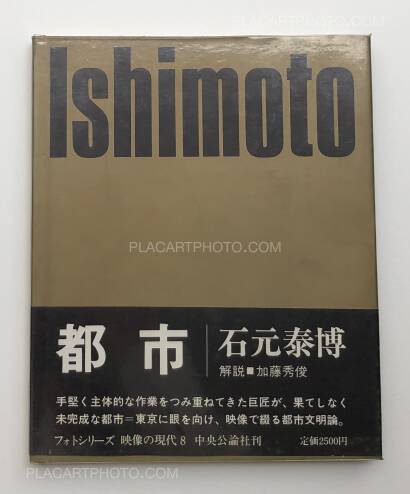 PLACARTPHOTO.COM
Ishimoto
PLACARTPHOTO.COM
都市
石元泰博
解説■加藤秀俊
手堅く主体的な作業をつみ重ねてきた巨匠が、果てしなく
未完成な都市＝東京に眼を向け、映像で綴る都市文明論。
フォトシリーズ 映像の現代8 中央公論社刊 定価2500円
PLACARTPHOTO.COM